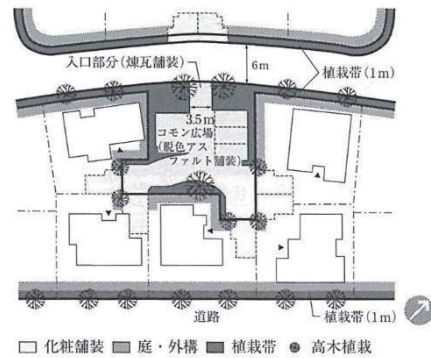 入口部分(煉瓦舗装)
6m
植栽帯(1m)
3.5m
コモン広場
(脱色アス
ファルト舗装)
道路
植栽帯(1m)
化粧舗装 庭・外構 植栽帯 高木植栽